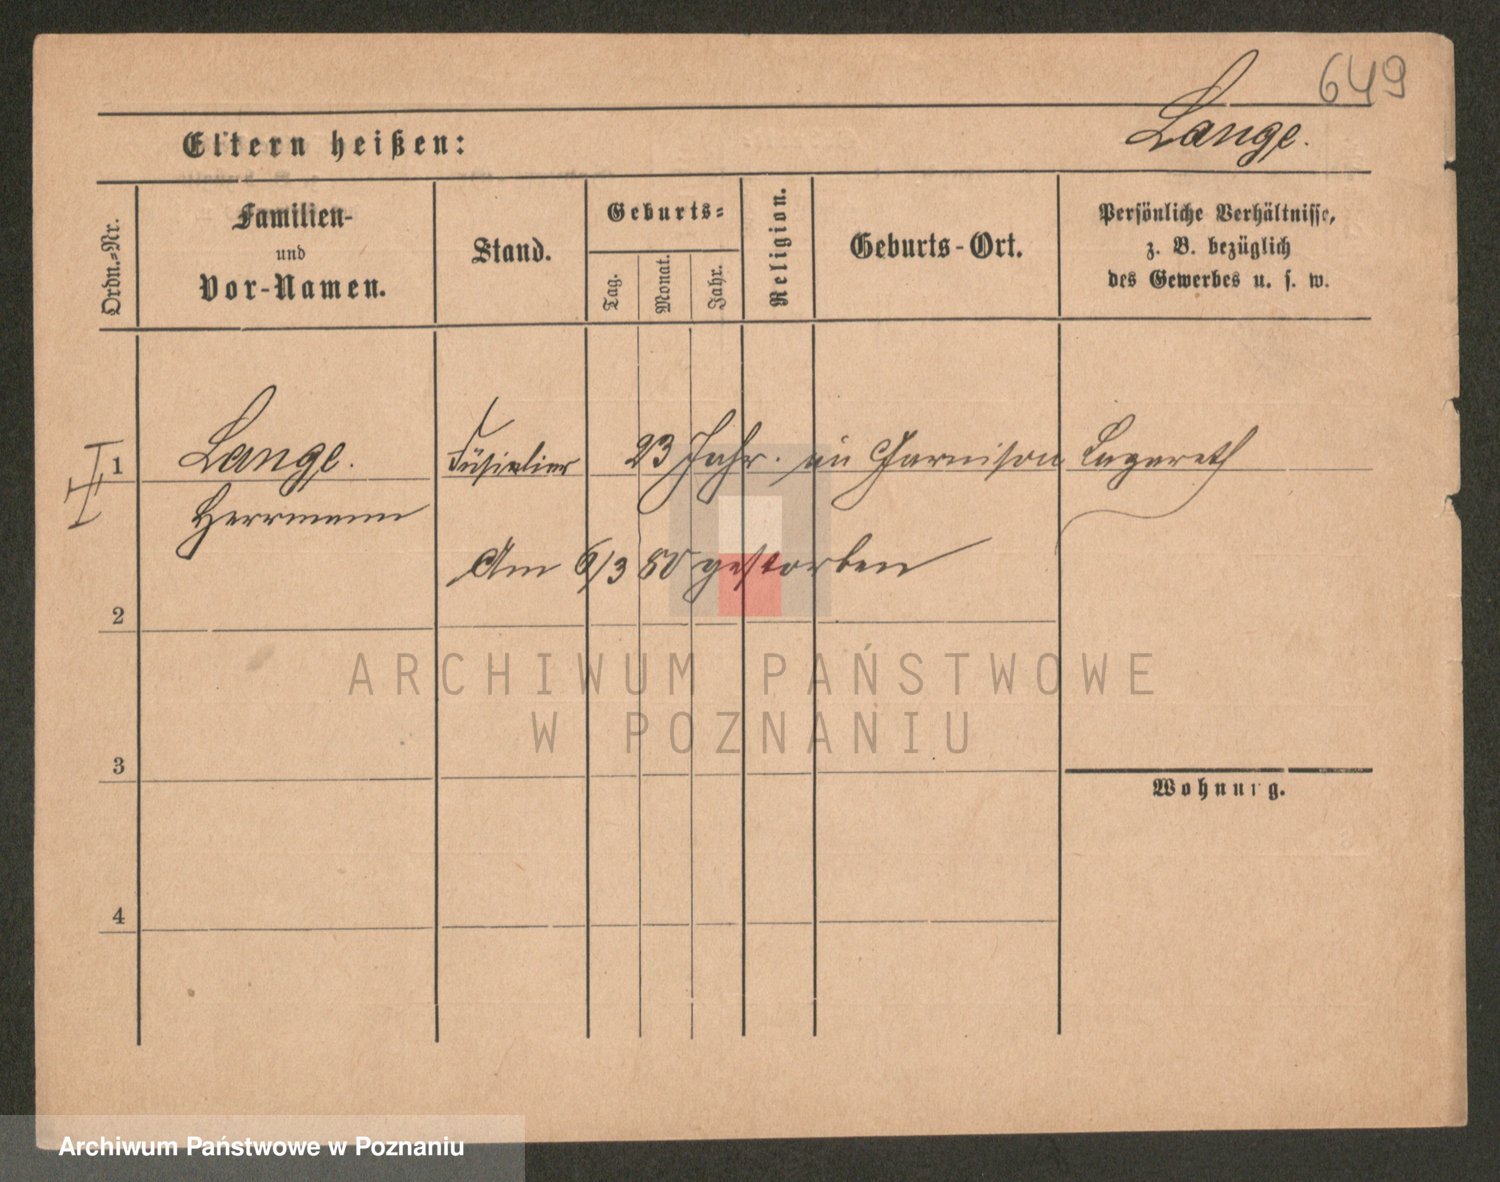 649
Lange.
Eltern heißen:
Ordn.-Nr.
Familien-
und
Vor-Namen.
Stand.
Geburts-
Tag.
Monat.
Jahr.
Religion.
Geburts-Ort.
Persönliche Verhältnisse,
z. B. bezüglich
des Gewerbes u. s. w.
1 Lange. Füsielier 23 Jahr. im Garnison Lazareth
Herrmann
Am 6/3 80 gestorben
2
ARCHIWUM PAŃSTWOWE
W POZNANIU
3
Wohnung.
4
Archiwum Państwowe w Poznaniu